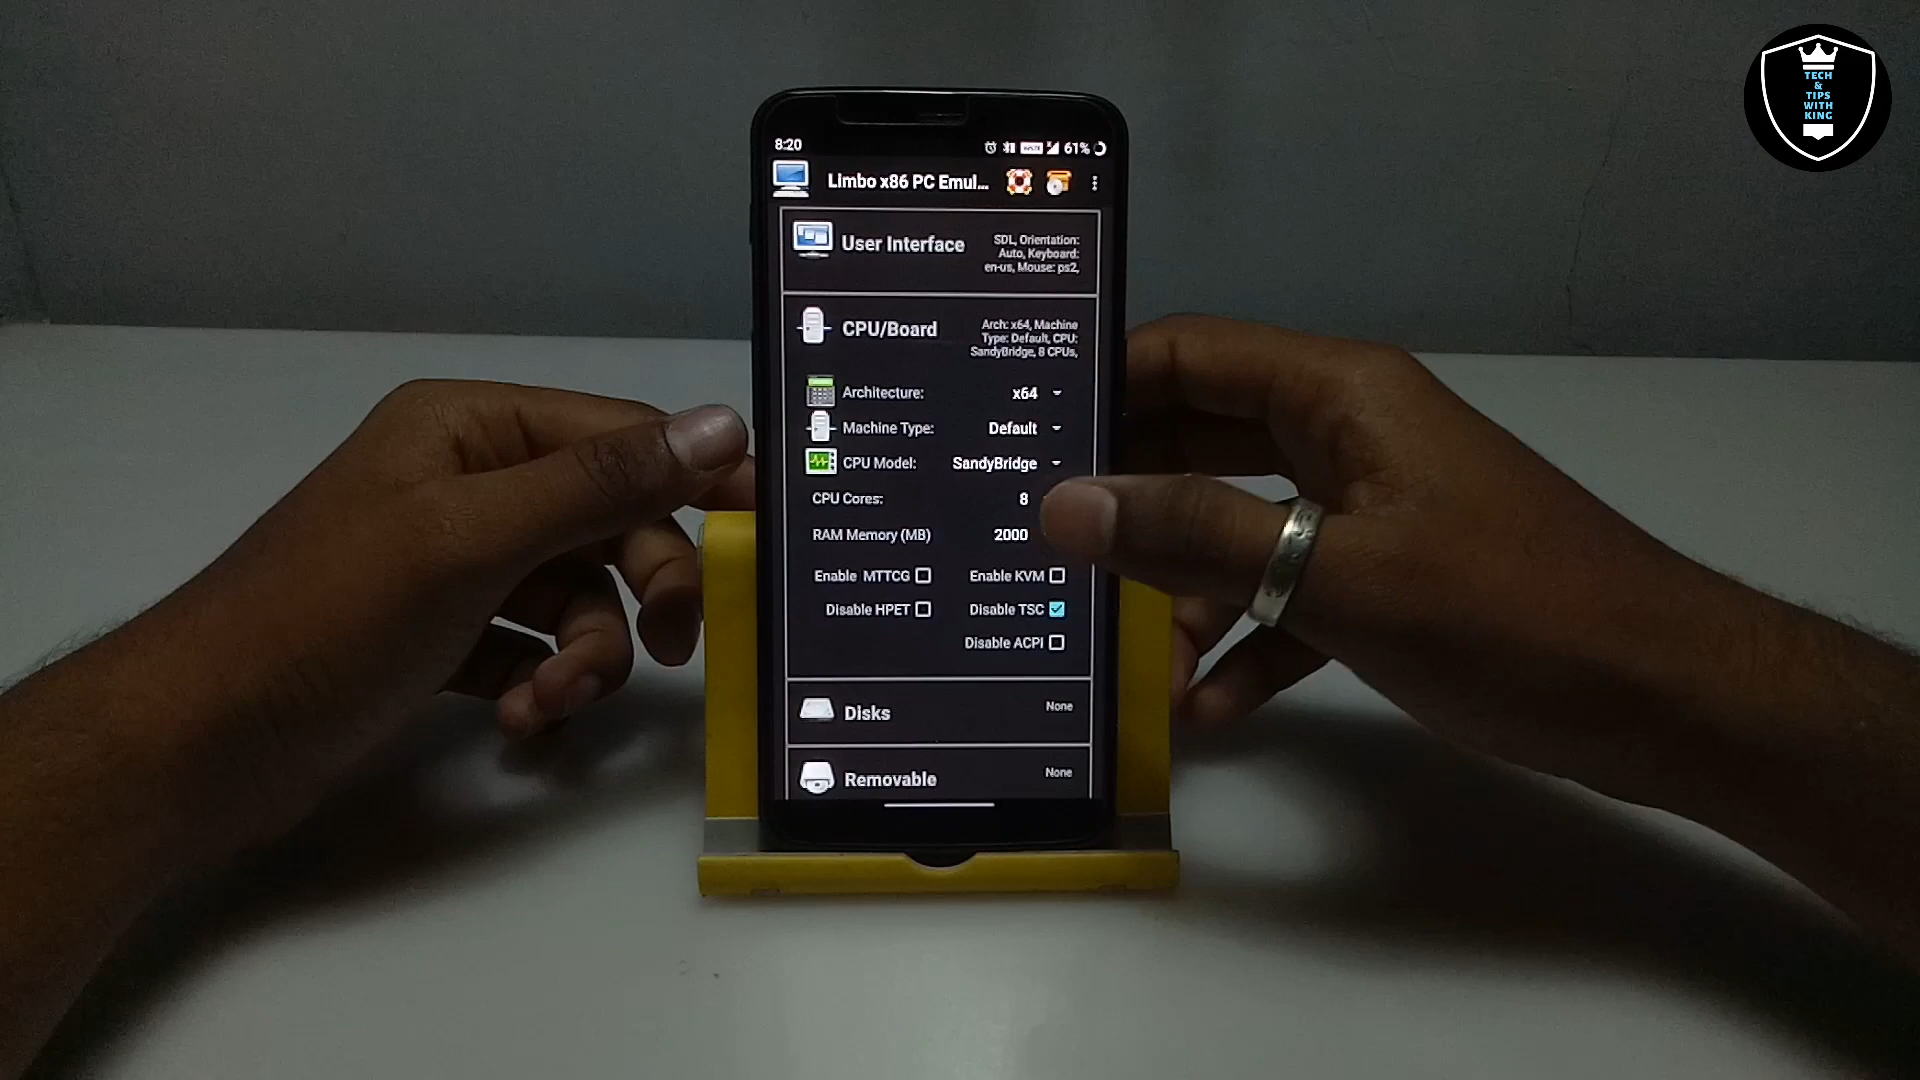 TECH
&
TIPS
WITH
KING
8:20
61%
Limbo x86 PC Emul...
User Interface
SDL, Orientation:
Auto, Keyboard:
en-us, Mouse: ps2,
CPU/Board
Arch: x64, Machine
Type: Default, CPU:
SandyBridge, 8 CPUs,
Architecture: x64
Machine Type: Default
CPU Model: SandyBridge
CPU Cores: 8
RAM Memory (MB) 2000
Enable MTTCG Enable KVM
Disable HPET Disable TSC
Disable ACPI
Disks None
Removable None